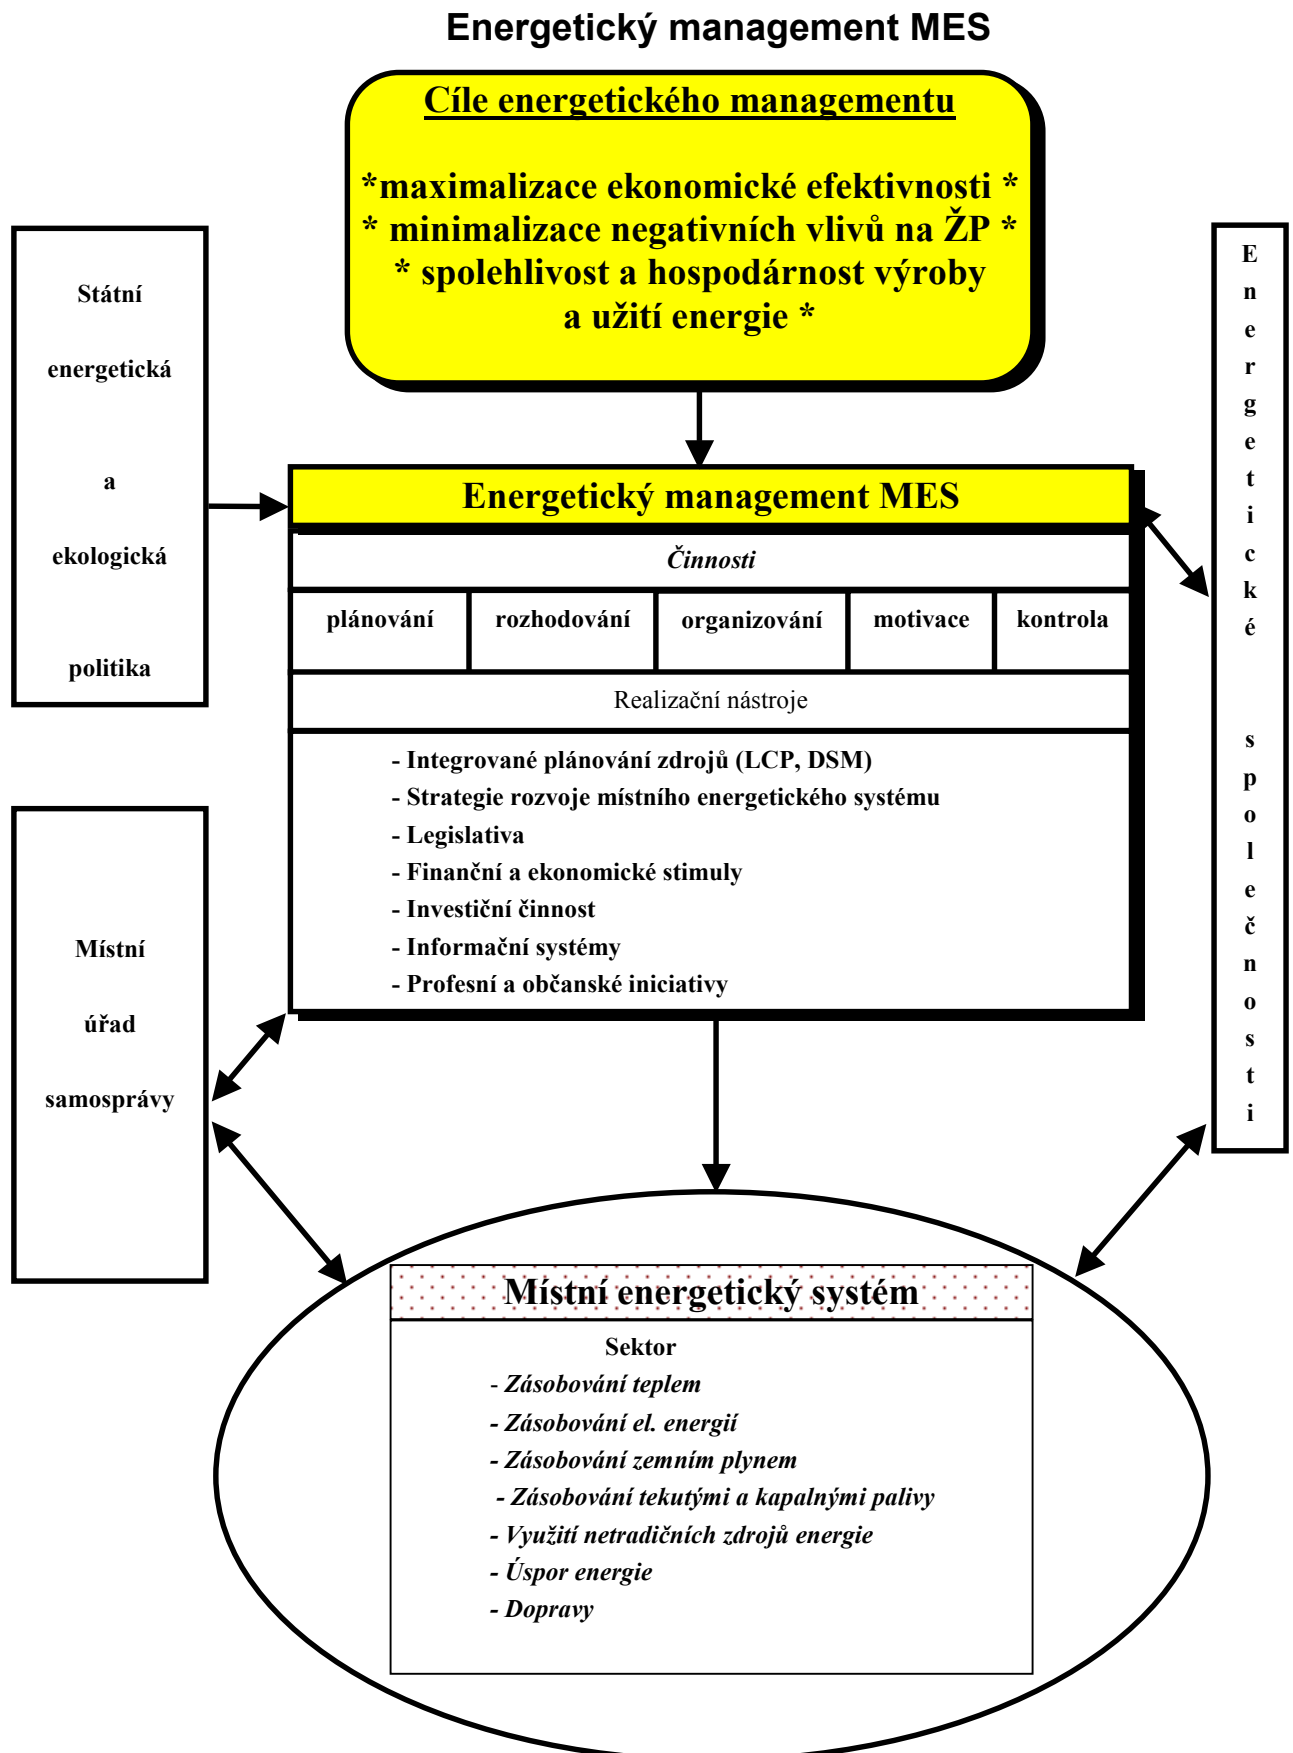 Energetický management MES
Cíle energetického managementu
*maximalizace ekonomické efektivnosti *
* minimalizace negativních vlivů na ŽP *
* spolehlivost a hospodárnost výroby
a užití energie *
Státní
energetická
a
ekologická
politika
Energetický management MES
Činnosti
plánování rozhodování organizování motivace kontrola
Realizační nástroje
- Integrované plánování zdrojů (LCP, DSM)
- Strategie rozvoje místního energetického systému
- Legislativa
- Finanční a ekonomické stimuly
- Investiční činnost
- Informační systémy
- Profesní a občanské iniciativy
Energetické společnosti
Místní
úřad
samosprávy
Místní energetický systém
Sektor
- Zásobování teplem
- Zásobování el. energií
- Zásobování zemním plynem
- Zásobování tekutými a kapalnými palivy
- Využití netradičních zdrojů energie
- Úspor energie
- Dopravy